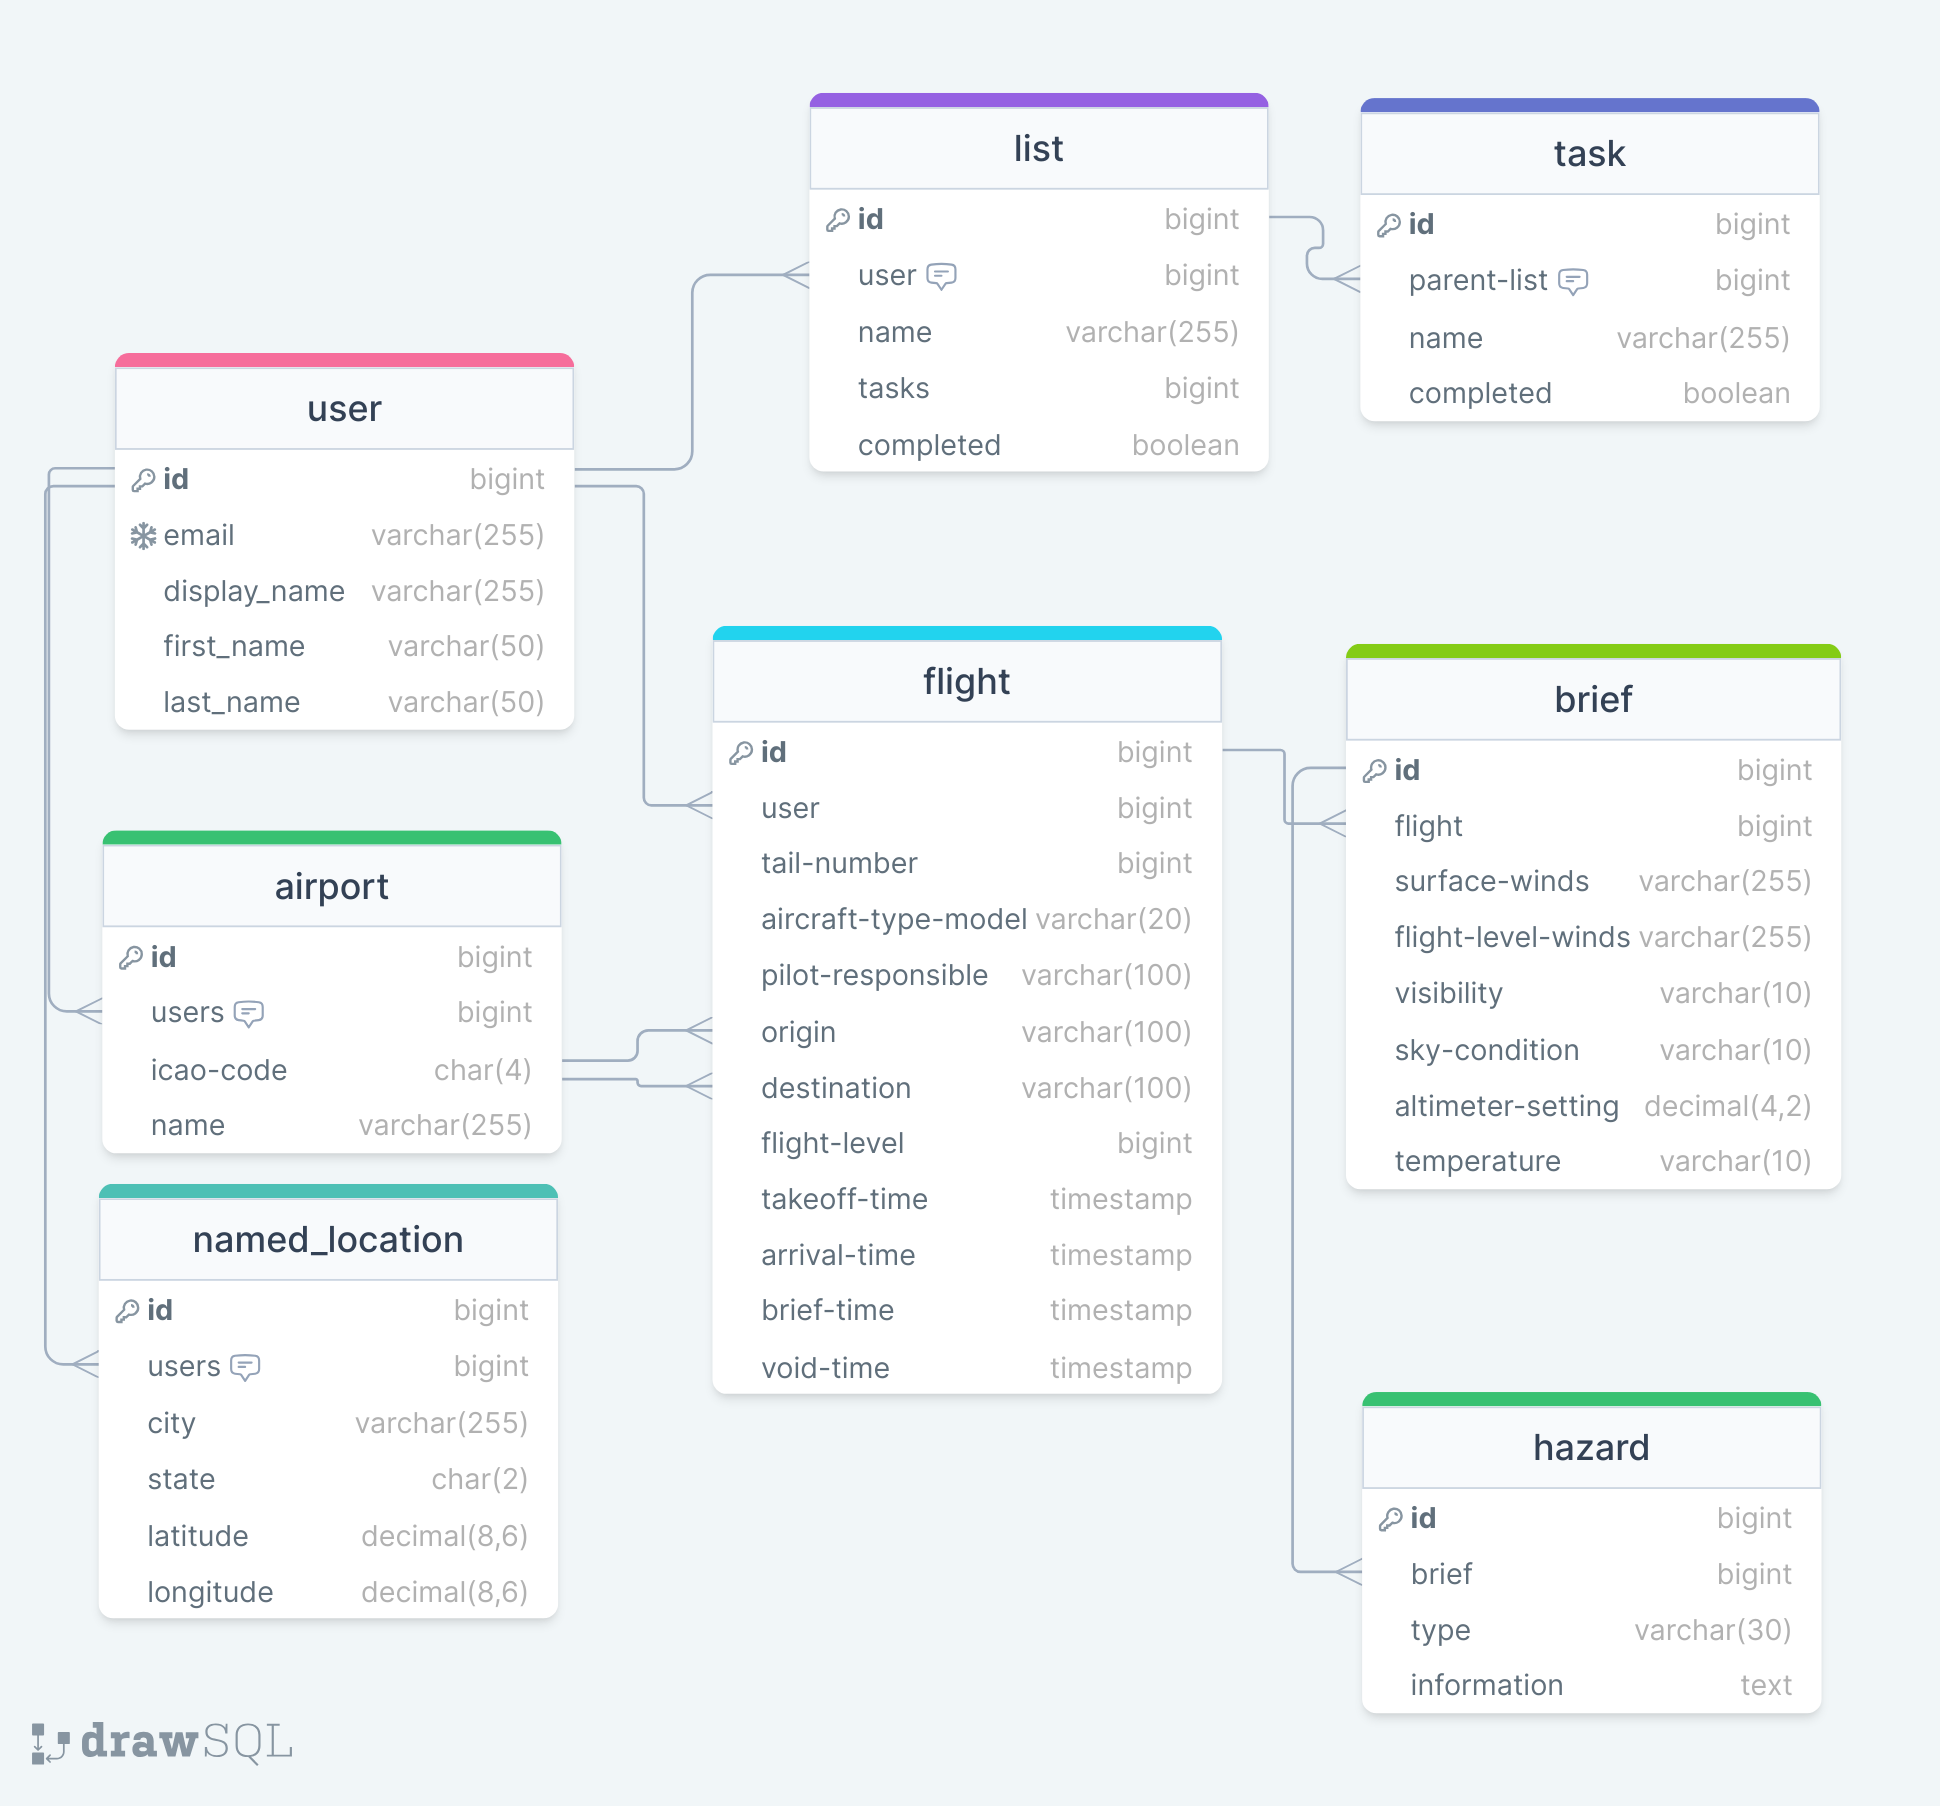 list
id bigint
user bigint
name varchar(255)
tasks bigint
completed boolean
task
id bigint
parent-list bigint
name varchar(255)
completed boolean
user
id bigint
email varchar(255)
display_name varchar(255)
first_name varchar(50)
last_name varchar(50)
flight
id bigint
user bigint
tail-number bigint
aircraft-type-model varchar(20)
pilot-responsible varchar(100)
origin varchar(100)
destination varchar(100)
flight-level bigint
takeoff-time timestamp
arrival-time timestamp
brief-time timestamp
void-time timestamp
brief
id bigint
flight bigint
surface-winds varchar(255)
flight-level-winds varchar(255)
visibility varchar(10)
sky-condition varchar(10)
altimeter-setting decimal(4,2)
temperature varchar(10)
airport
id bigint
users bigint
icao-code char(4)
name varchar(255)
named_location
id bigint
users bigint
city varchar(255)
state char(2)
latitude decimal(8,6)
longitude decimal(8,6)
hazard
id bigint
brief bigint
type varchar(30)
information text
drawSQL